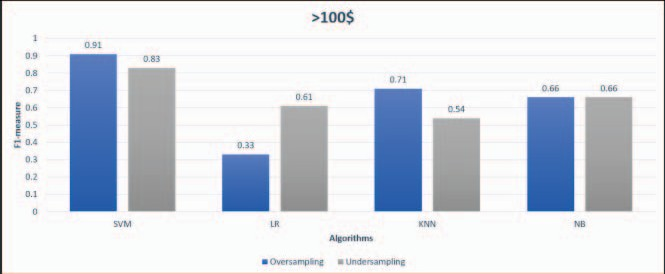 >100$
1
0.9
0.8
0.7
0.6
0.5
0.4
0.3
0.2
0.1
0
F1-measure
0.91
0.83
0.33
0.61
0.71
0.54
0.66
0.66
SVM
LR
KNN
NB
Algorithms
Oversampling
Undersampling